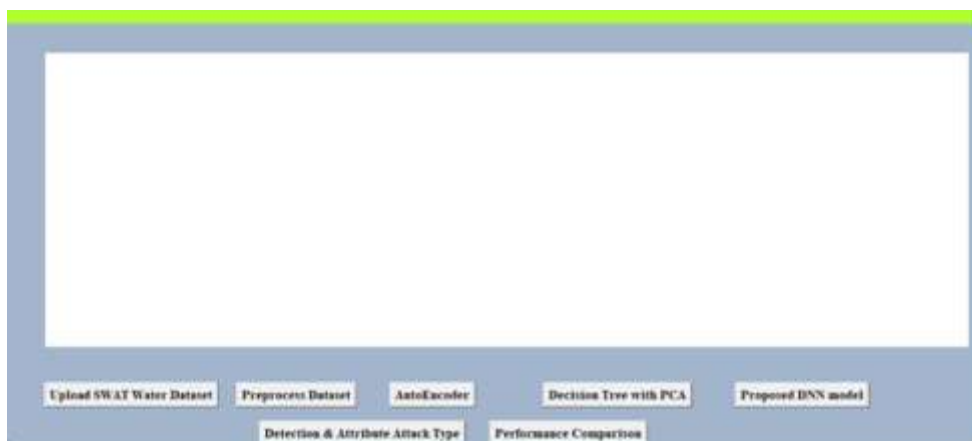 Upload SWAT Water Dataset Preprocess Dataset AutoEncoder Decision Tree with PCA Proposed DNN model
Detection & Attribute Attack Type Performance Comparison